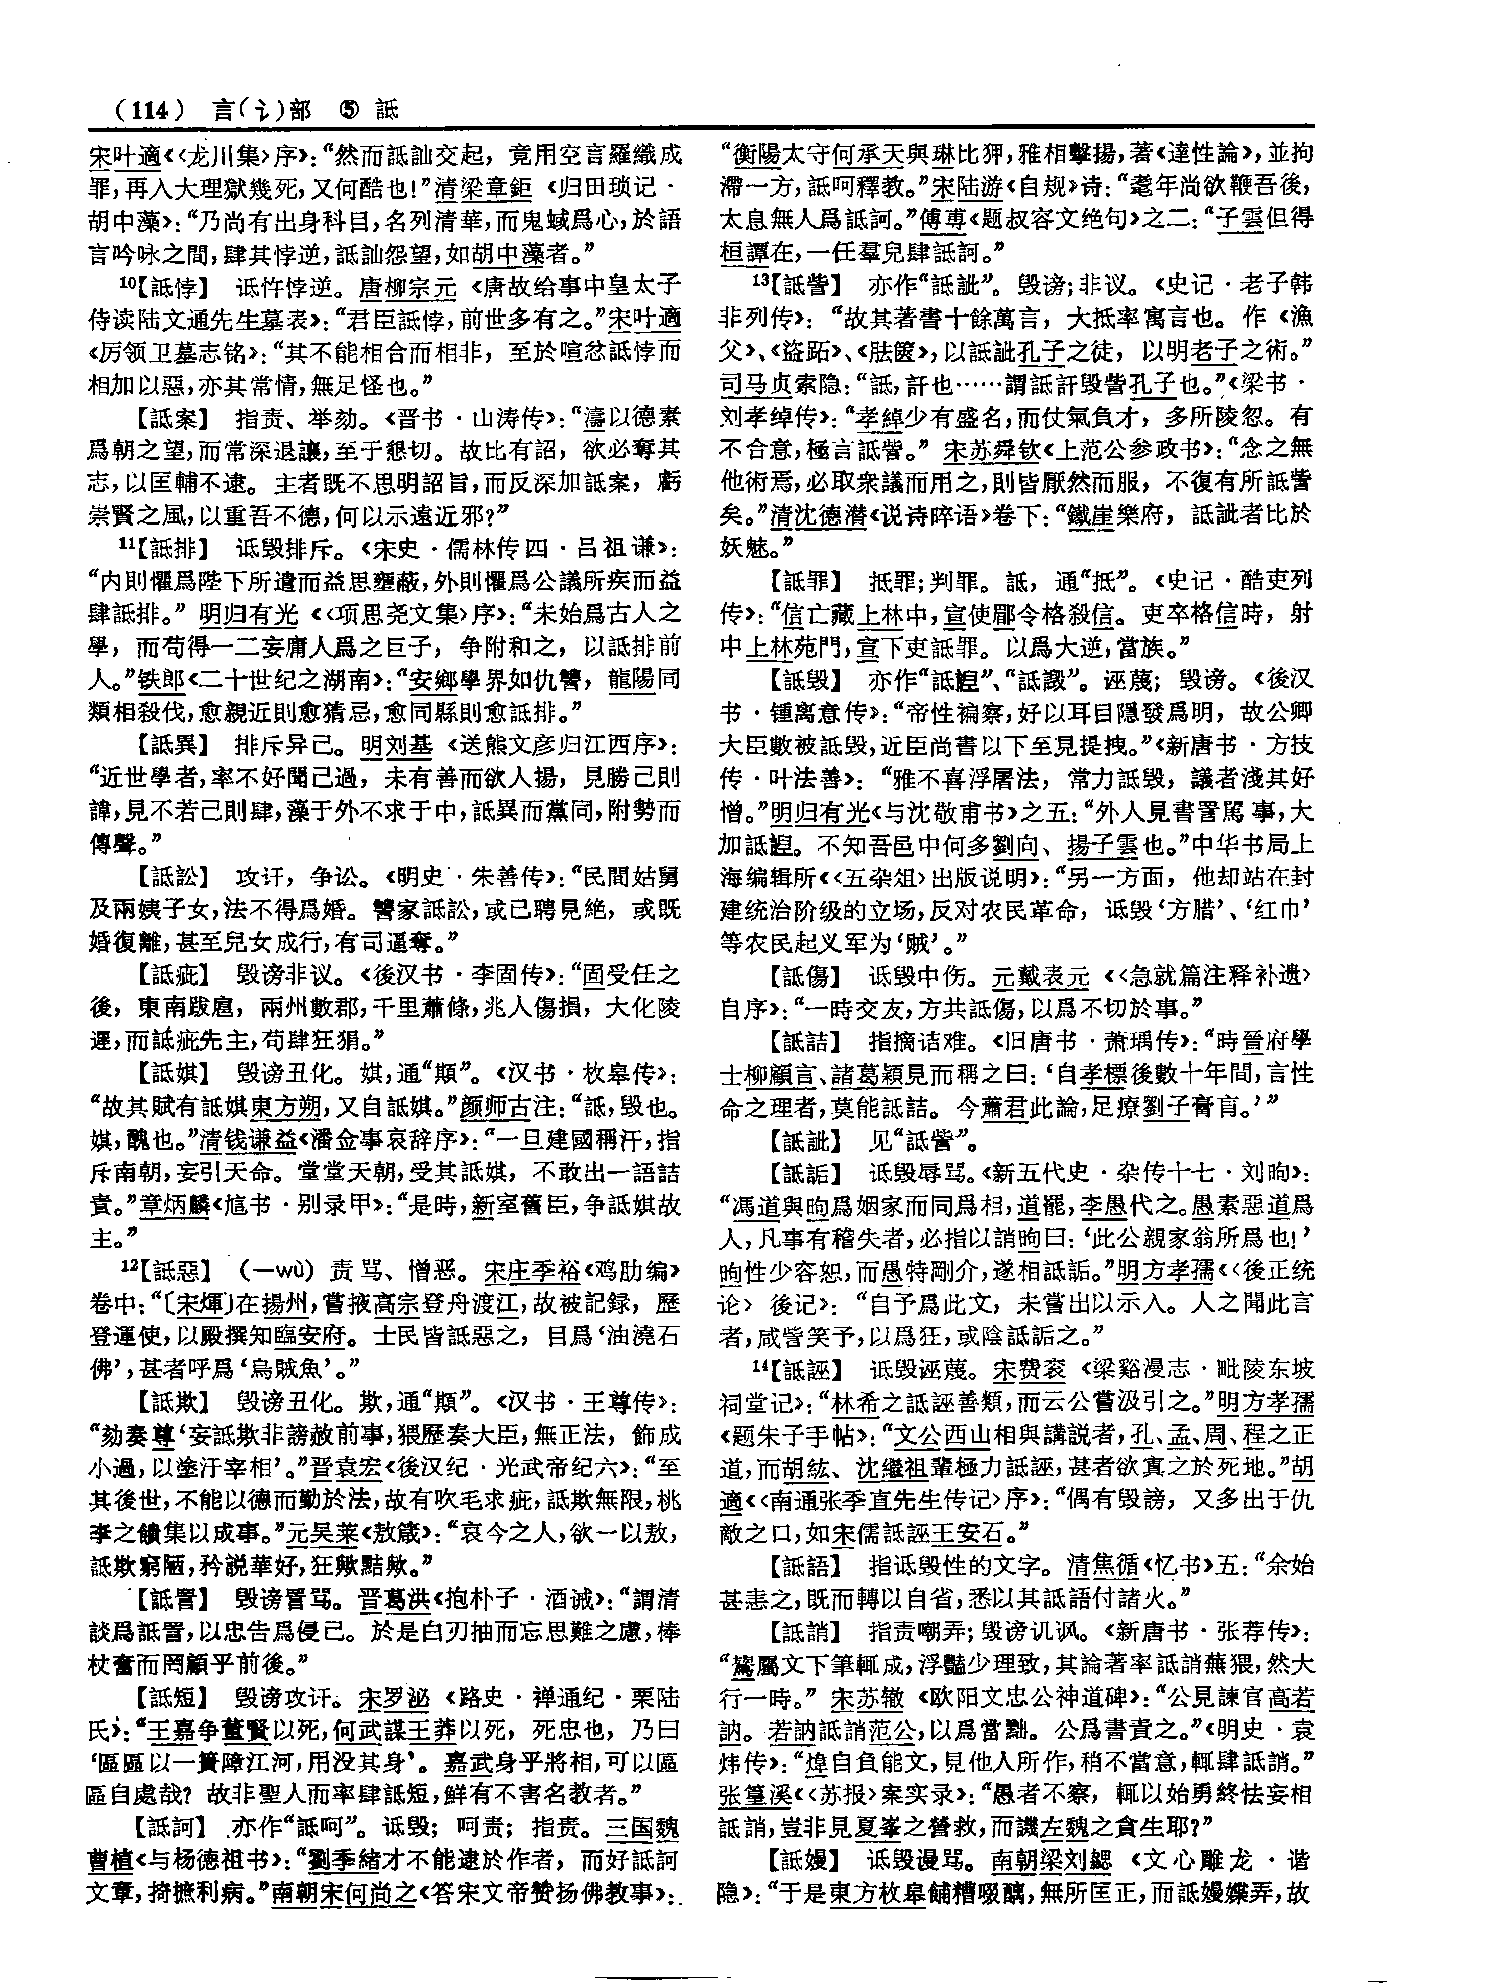 （114） 言(讠)部 ⑤ 詆
宋叶適《〈龙川集〉序》：“然而詆訕交起，竟用空言羅織成
罪，再入大理獄幾死，又何酷也！”清梁章鉅《归田琐记·
胡中藻》：“乃尚有出身科目，名列清華，而鬼蜮爲心，於語
言吟咏之間，肆其悖逆，詆訕怨望，如胡中藻者。”
10【詆悖】 诋忤悖逆。唐柳宗元《唐故给事中皇太子
侍读陆文通先生墓表》：“君臣詆悖，前世多有之。”宋叶適
《厉领卫墓志铭》：“其不能相合而相非，至於喧忿詆悖而
相加以惡，亦其常情，無足怪也。”
【詆案】 指责、举劾。《晋书·山涛传》：“濤以德素
爲朝之望，而常深退讓，至于懇切。故比有詔，欲必奪其
志，以匡輔不逮。主者既不思明詔旨，而反深加詆案，虧
崇賢之風，以重吾不德，何以示遠近邪？”
11【詆排】 诋毁排斥。《宋史·儒林传四·吕祖谦》：
“内則懼爲陛下所遣而益思壅蔽，外則懼爲公議所疾而益
肆詆排。”明归有光《〈项思尧文集〉序》：“未始爲古人之
學，而苟得一二妄庸人爲之巨子，争附和之，以詆排前
人。”铁郎《二十世纪之湖南》：“安鄉學界如仇讐，龍陽同
類相殺伐，愈親近則愈猜忌，愈同縣則愈詆排。”
【詆異】 排斥异己。明刘基《送熊文彦归江西序》：
“近世學者，率不好聞己過，未有善而欲人揚，見勝己則
諱，見不若己則肆，藻于外不求于中，詆異而黨同，附勢而
傳聲。”
【詆訟】 攻讦，争讼。《明史·朱善传》：“民間姑舅
及兩姨子女，法不得爲婚。讐家詆訟，或已聘見絶，或既
婚復離，甚至兒女成行，有司逼奪。”
【詆疵】 毁谤非议。《後汉书·李固传》：“固受任之
後，東南跋扈，兩州數郡，千里蕭條，兆人傷損，大化陵
遲，而詆疵先主，苟肆狂狷。”
【詆娸】 毁谤丑化。娸，通“䫏”。《汉书·枚皋传》：
“故其賦有詆娸東方朔，又自詆娸。”颜师古注：“詆，毁也。
娸，醜也。”清钱谦益《潘佥事哀辞序》：“一旦建國稱汗，指
斥南朝，妄引天命。堂堂天朝，受其詆娸，不敢出一語詰
責。”章炳麟《訄书·别录甲》：“是時，新室舊臣，争詆娸故
主。”
12【詆惡】 （—wù）责骂、憎恶。宋庄季裕《鸡肋编》
卷中：“〔宋煇〕在揚州，嘗掖高宗登舟渡江，故被記録，歷
登運使，以殿撰知臨安府。士民皆詆惡之，目爲‘油澆石
佛’，甚者呼爲‘烏賊魚’。”
【詆欺】 毁谤丑化。欺，通“䫏”。《汉书·王尊传》：
“劾奏尊‘妄詆欺非謗赦前事，猥歷奏大臣，無正法，飾成
小過，以塗汙宰相’。”晋袁宏《後汉纪·光武帝纪六》：“至
其後世，不能以德而勤於法，故有吹毛求疵，詆欺無限，桃
李之饋集以成事。”元吴莱《敖箴》：“哀今之人，欲一以敖，
詆欺窮陋，矜説華好，狂歟黠歟。”
【詆詈】 毁谤詈骂。晋葛洪《抱朴子·酒诫》：“謂清
談爲詆詈，以忠告爲侵己。於是白刃抽而忘思難之慮，棒
杖奮而罔顧乎前後。”
【詆短】 毁谤攻讦。宋罗泌《路史·禅通纪·栗陆
氏》：“王嘉争董賢以死，何武謀王莽以死，死忠也，乃曰
‘區區以一簣障江河，用没其身’。嘉武身乎將相，可以區
區自處哉？故非聖人而率肆詆短，鮮有不害名教者。”
【詆訶】 亦作“詆呵”。诋毁；呵责；指责。三国魏
曹植《与杨德祖书》：“劉季緒才不能逮於作者，而好詆訶
文章，掎摭利病。”南朝宋何尚之《答宋文帝赞扬佛教事》：
“衡陽太守何承天與琳比狎，雅相擊揚，著《達性論》，並拘
滯一方，詆呵釋教。”宋陆游《自规》诗：“耄年尚欲鞭吾後，
太息無人爲詆訶。”傅尃《题叔容文绝句》之二：“子雲但得
桓譚在，一任羣兒肆詆訶。”
13【詆訾】 亦作“詆訿”。毁谤；非议。《史记·老子韩
非列传》：“故其著書十餘萬言，大抵率寓言也。作《漁
父》、《盜跖》、《胠篋》，以詆訿孔子之徒，以明老子之術。”
司马贞索隐：“詆，訐也……謂詆訐毁訾孔子也。”《梁书·
刘孝绰传》：“孝綽少有盛名，而仗氣負才，多所陵忽。有
不合意，極言詆訾。”宋苏舜钦《上范公参政书》：“念之無
他術焉，必取衆議而用之，則皆厭然而服，不復有所詆訾
矣。”清沈德潜《说诗晬语》卷下：“鐵崖樂府，詆訿者比於
妖魅。”
【詆罪】 抵罪；判罪。詆，通“抵”。《史记·酷吏列
传》：“信亡藏上林中，宣使郿令格殺信。吏卒格信時，射
中上林苑門，宣下吏詆罪。以爲大逆，當族。”
【詆毁】 亦作“詆諻”、“詆譭”。诬蔑；毁谤。《後汉
书·锺离意传》：“帝性褊察，好以耳目隱發爲明，故公卿
大臣數被詆毁，近臣尚書以下至見提拽。”《新唐书·方技
传·叶法善》：“雅不喜浮屠法，常力詆毁，議者淺其好
憎。”明归有光《与沈敬甫书》之五：“外人見書詈駡事，大
加詆諻。不知吾邑中何多劉向、揚子雲也。”中华书局上
海编辑所《〈五杂俎〉出版说明》：“另一方面，他却站在封
建统治阶级的立场，反对农民革命，诋毁‘方腊’、‘红巾’
等农民起义军为‘贼’。”
【詆傷】 诋毁中伤。元戴表元《〈急就篇注释补遗〉
自序》：“一時交友，方共詆傷，以爲不切於事。”
【詆詰】 指摘诘难。《旧唐书·萧瑀传》：“時晉府學
士柳顧言、諸葛穎見而稱之曰：‘自孝標後數十年間，言性
命之理者，莫能詆詰。今蕭君此論，足療劉子膏肓。’”
【詆訿】 见“詆訾”。
【詆詬】 诋毁辱骂。《新五代史·杂传十七·刘昫》：
“馮道與昫爲姻家而同爲相，道罷，李愚代之。愚素惡道爲
人，凡事有稽失者，必指以誚昫曰：‘此公親家翁所爲也！’
昫性少容恕，而愚特剛介，遂相詆詬。”明方孝孺《〈後正统
论〉後记》：“自予爲此文，未嘗出以示人。人之聞此言
者，咸訾笑予，以爲狂，或陰詆詬之。”
14【詆誣】 诋毁诬蔑。宋费衮《梁谿漫志·毗陵东坡
祠堂记》：“林希之詆誣善類，而云公嘗汲引之。”明方孝孺
《题朱子手帖》：“文公西山相與講説者，孔、孟、周、程之正
道，而胡紘、沈繼祖輩極力詆誣，甚者欲寘之於死地。”胡
適《〈南通张季直先生传记〉序》：“偶有毁謗，又多出于仇
敵之口，如宋儒詆誣王安石。”
【詆語】 指诋毁性的文字。清焦循《忆书》五：“余始
甚恚之，既而轉以自省，悉以其詆語付諸火。”
【詆誚】 指责嘲弄；毁谤讥讽。《新唐书·张荐传》：
“鷟屬文下筆輒成，浮豔少理致，其論著率詆誚蕪猥，然大
行一時。”宋苏辙《欧阳文忠公神道碑》：“公見諫官高若
訥。若訥詆誚范公，以爲當黜。公爲書責之。”《明史·袁
炜传》：“煒自負能文，見他人所作，稍不當意，輒肆詆誚。”
张篁溪《〈苏报〉案实录》：“愚者不察，輒以始勇終怯妄相
詆誚，豈非見夏峯之營救，而譏左魏之貪生耶？”
【詆嫚】 诋毁谩骂。南朝梁刘勰《文心雕龙·谐
隐》：“于是東方枚皋餔糟啜醨，無所匡正，而詆嫚媟弄，故